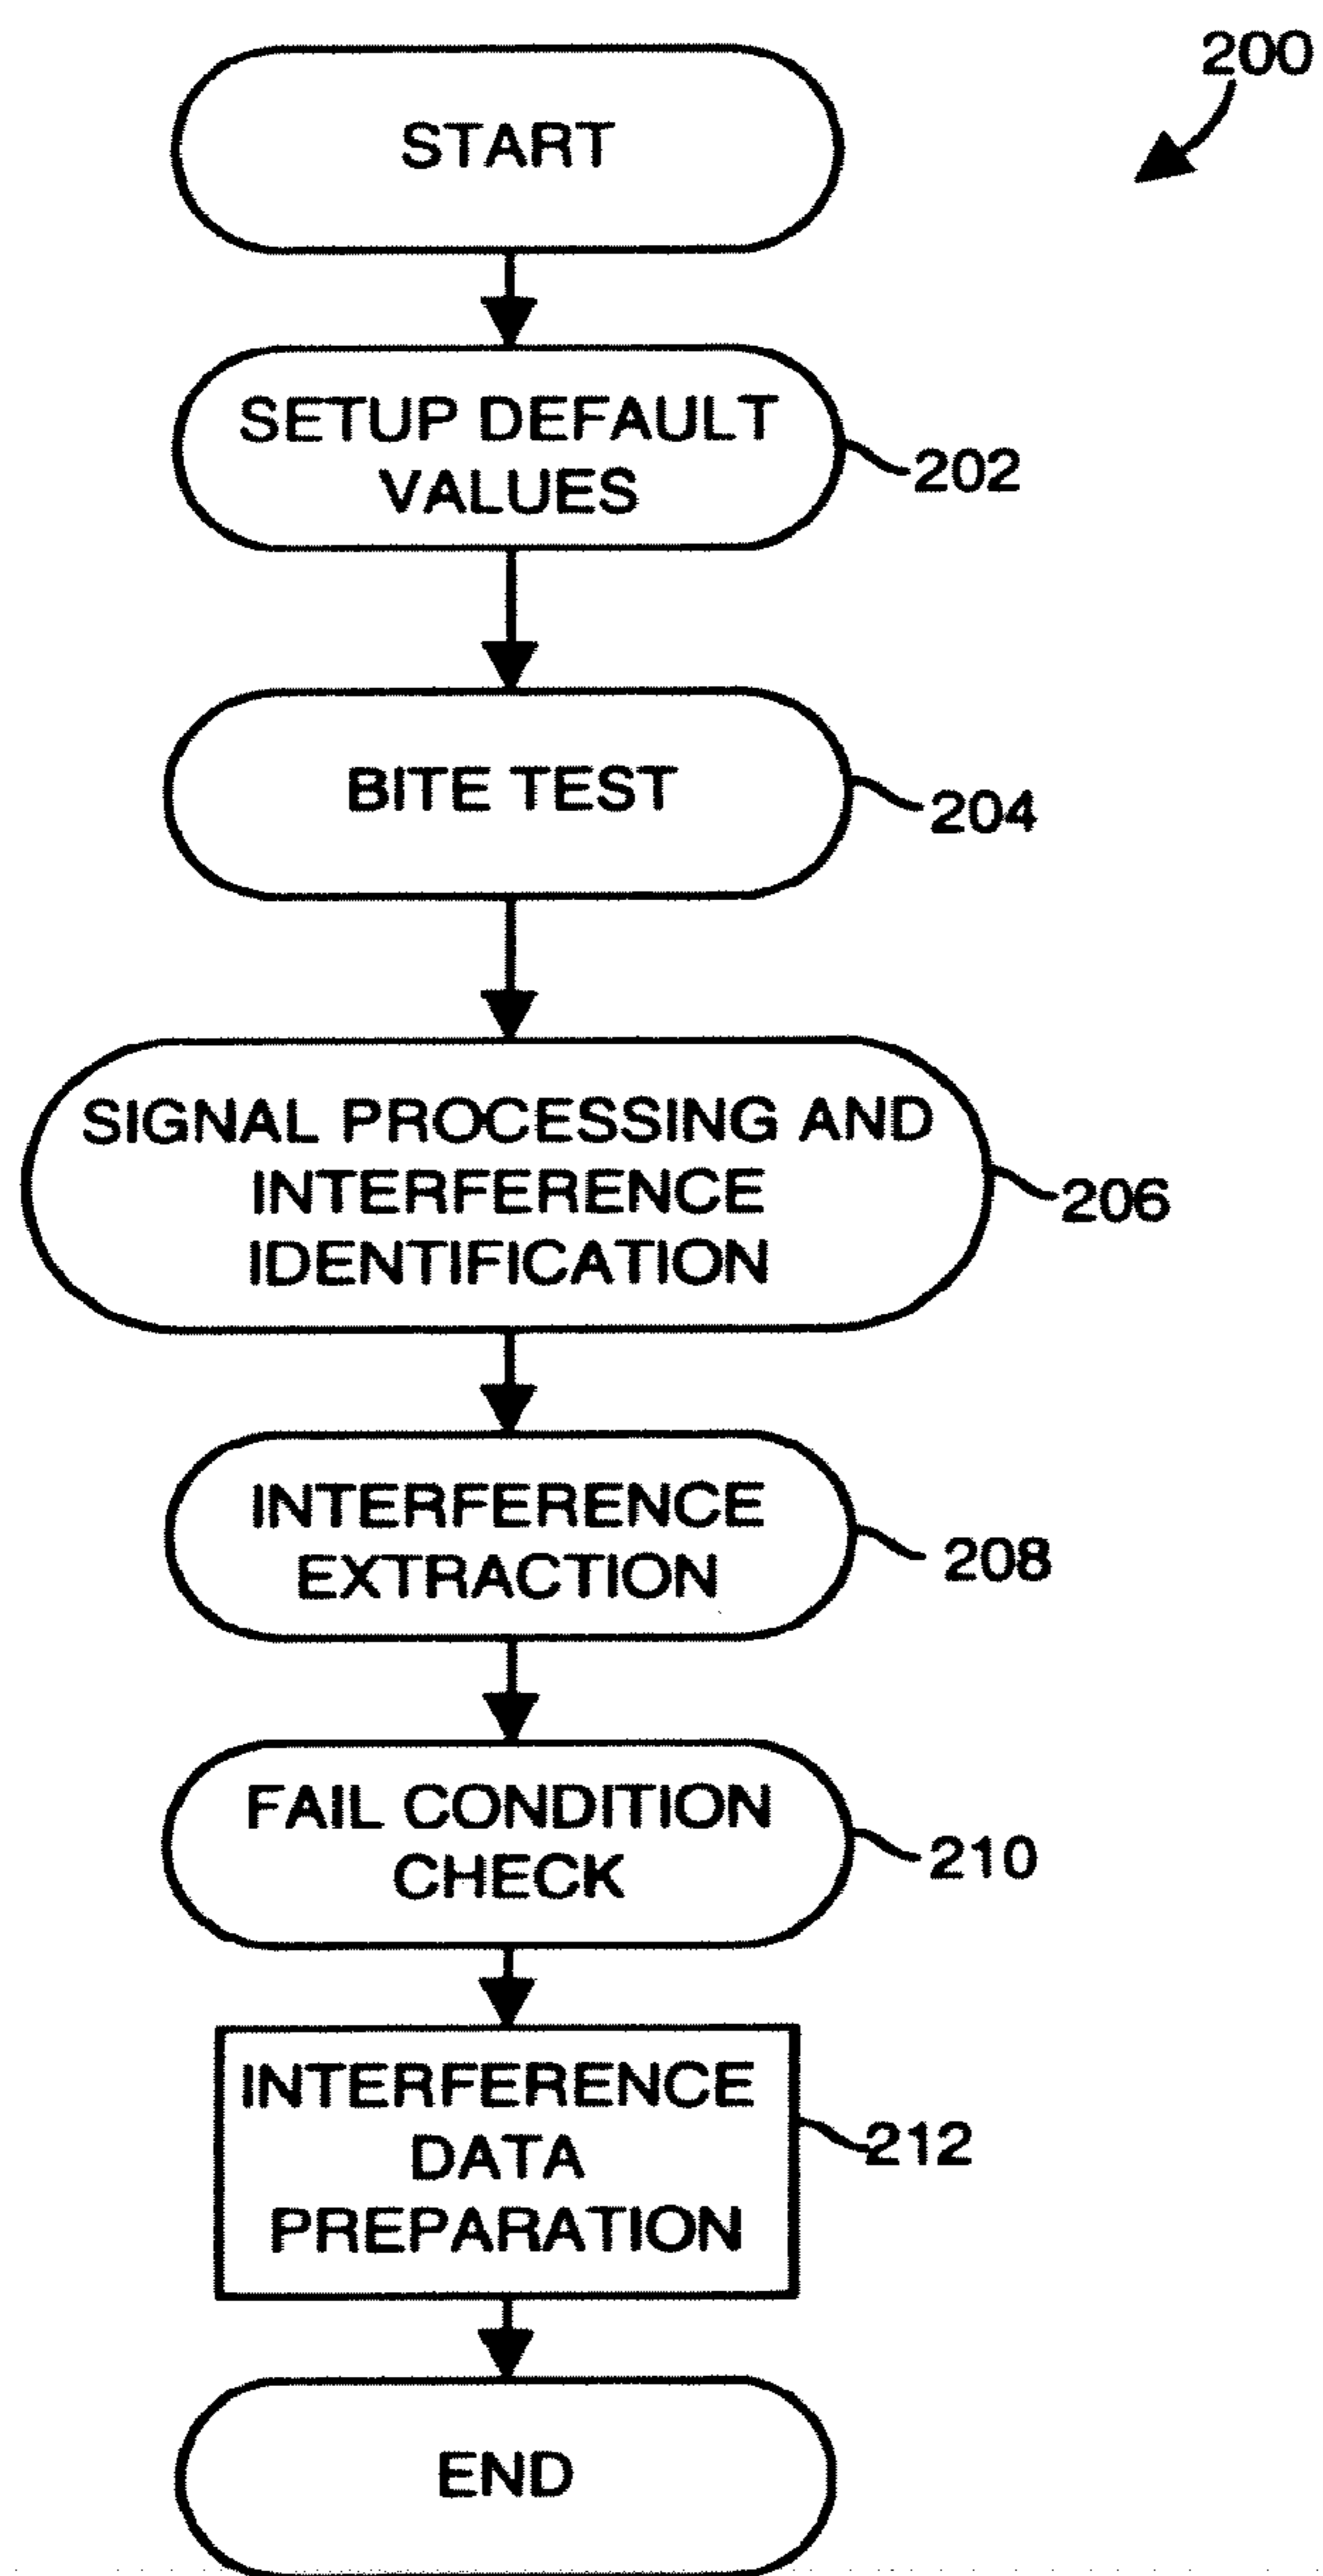 200
START
SETUP DEFAULT
VALUES
202
BITE TEST
204
SIGNAL PROCESSING AND
INTERFERENCE
IDENTIFICATION
206
INTERFERENCE
EXTRACTION
208
FAIL CONDITION
CHECK
210
INTERFERENCE
DATA
PREPARATION
212
END